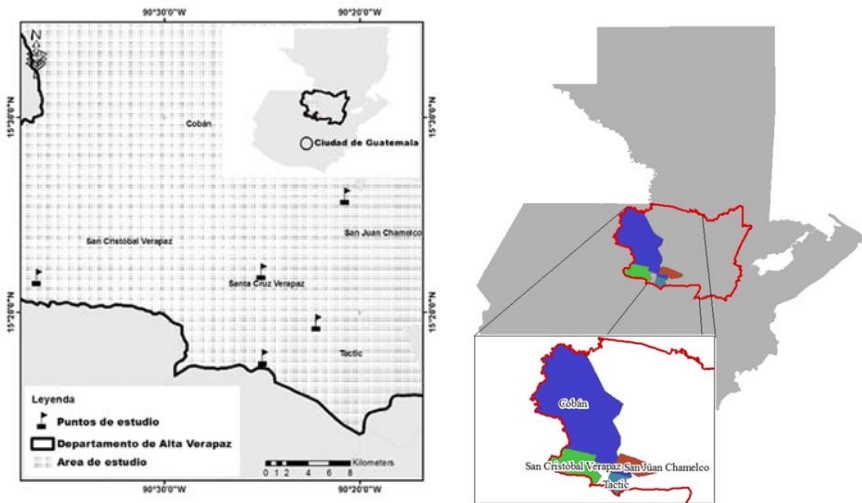 90°30'0"W
90°20'0"W
N
15°30'0"N
15°30'0"N
Cobán
Ciudad de Guatemala
San Juan Chamelco
San Cristóbal Verapaz
Santa Cruz Verapaz
15°20'0"N
15°20'0"N
Tactic
Leyenda
Puntos de estudio
Departamento de Alta Verapaz
Area de estudio
Kilometers
0 1 2 4 6 8
90°30'0"W
90°20'0"W
Cobán
San Cristóbal Verapaz
San Juan Chamelco
Tactic